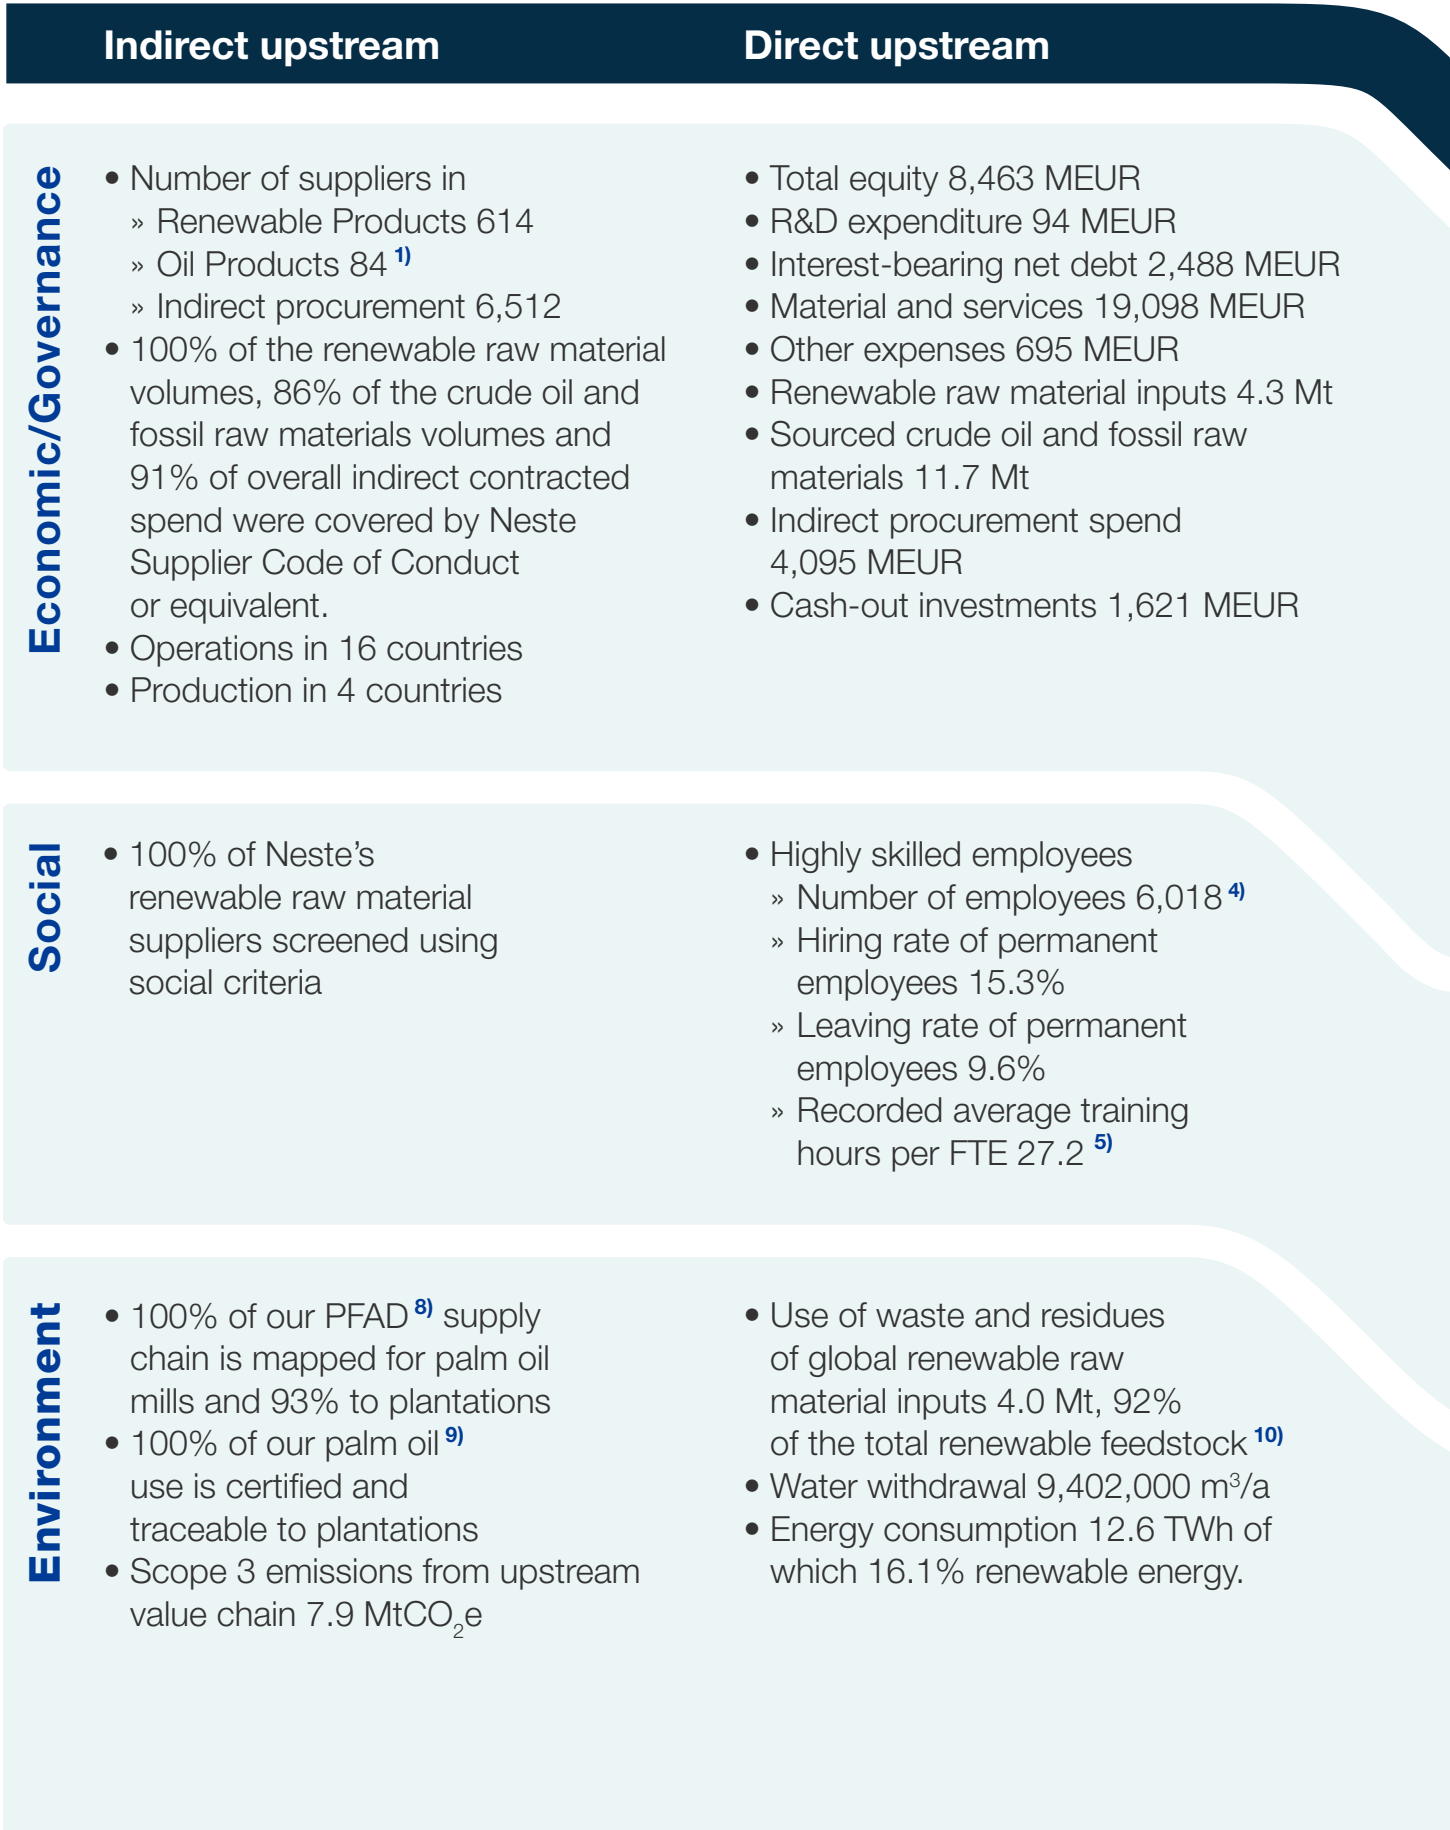 Indirect upstream
Direct upstream
Economic/Governance
• Number of suppliers in
» Renewable Products 614
» Oil Products 84 1)
» Indirect procurement 6,512
• 100% of the renewable raw material
volumes, 86% of the crude oil and
fossil raw materials volumes and
91% of overall indirect contracted
spend were covered by Neste
Supplier Code of Conduct
or equivalent.
• Operations in 16 countries
• Production in 4 countries
• Total equity 8,463 MEUR
• R&D expenditure 94 MEUR
• Interest-bearing net debt 2,488 MEUR
• Material and services 19,098 MEUR
• Other expenses 695 MEUR
• Renewable raw material inputs 4.3 Mt
• Sourced crude oil and fossil raw
materials 11.7 Mt
• Indirect procurement spend
4,095 MEUR
• Cash-out investments 1,621 MEUR
Social
• 100% of Neste’s
renewable raw material
suppliers screened using
social criteria
• Highly skilled employees
» Number of employees 6,018 4)
» Hiring rate of permanent
employees 15.3%
» Leaving rate of permanent
employees 9.6%
» Recorded average training
hours per FTE 27.2 5)
Environment
• 100% of our PFAD 8) supply
chain is mapped for palm oil
mills and 93% to plantations
• 100% of our palm oil 9)
use is certified and
traceable to plantations
• Scope 3 emissions from upstream
value chain 7.9 MtCO₂e
• Use of waste and residues
of global renewable raw
material inputs 4.0 Mt, 92%
of the total renewable feedstock 10)
• Water withdrawal 9,402,000 m³/a
• Energy consumption 12.6 TWh of
which 16.1% renewable energy.